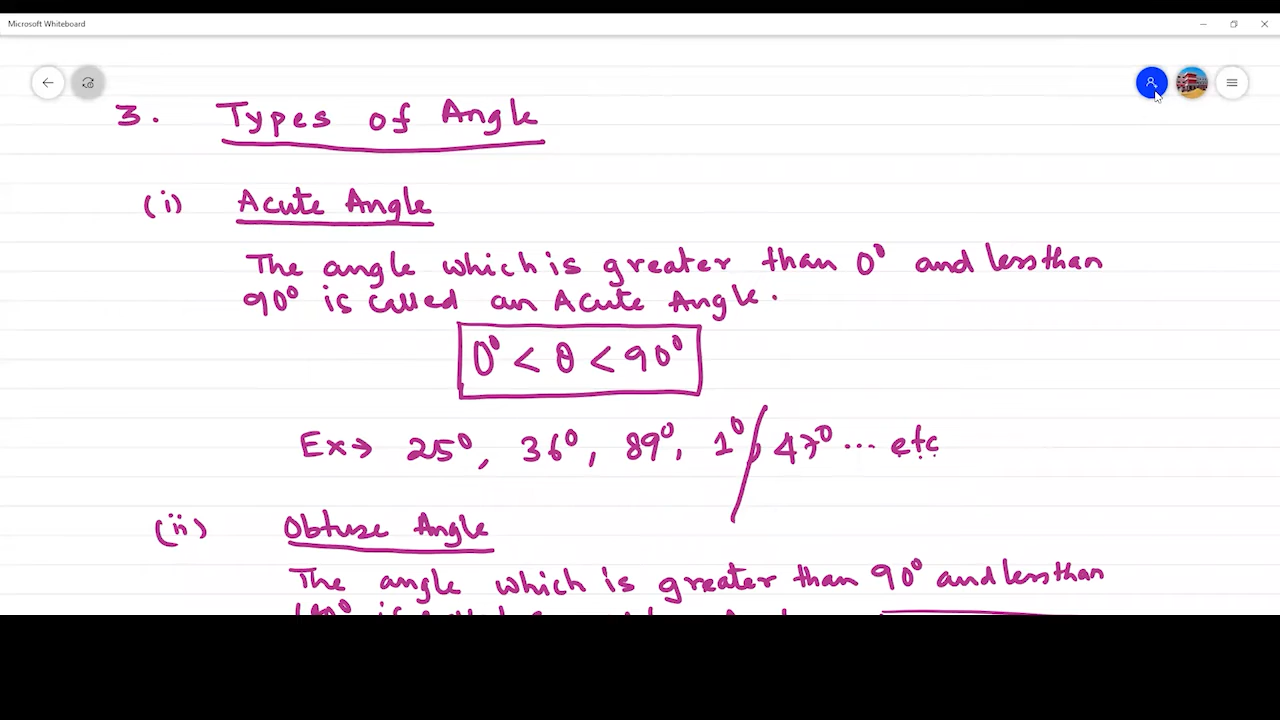 Microsoft Whiteboard
3. Types of Angle
(i) Acute Angle
The angle which is greater than 0° and less than
90° is called an Acute Angle.
0° < θ < 90°
Ex → 25°, 36°, 89°, 1°, 47° ... etc
(ii) Obtuse Angle
The angle which is greater than 90° and less than